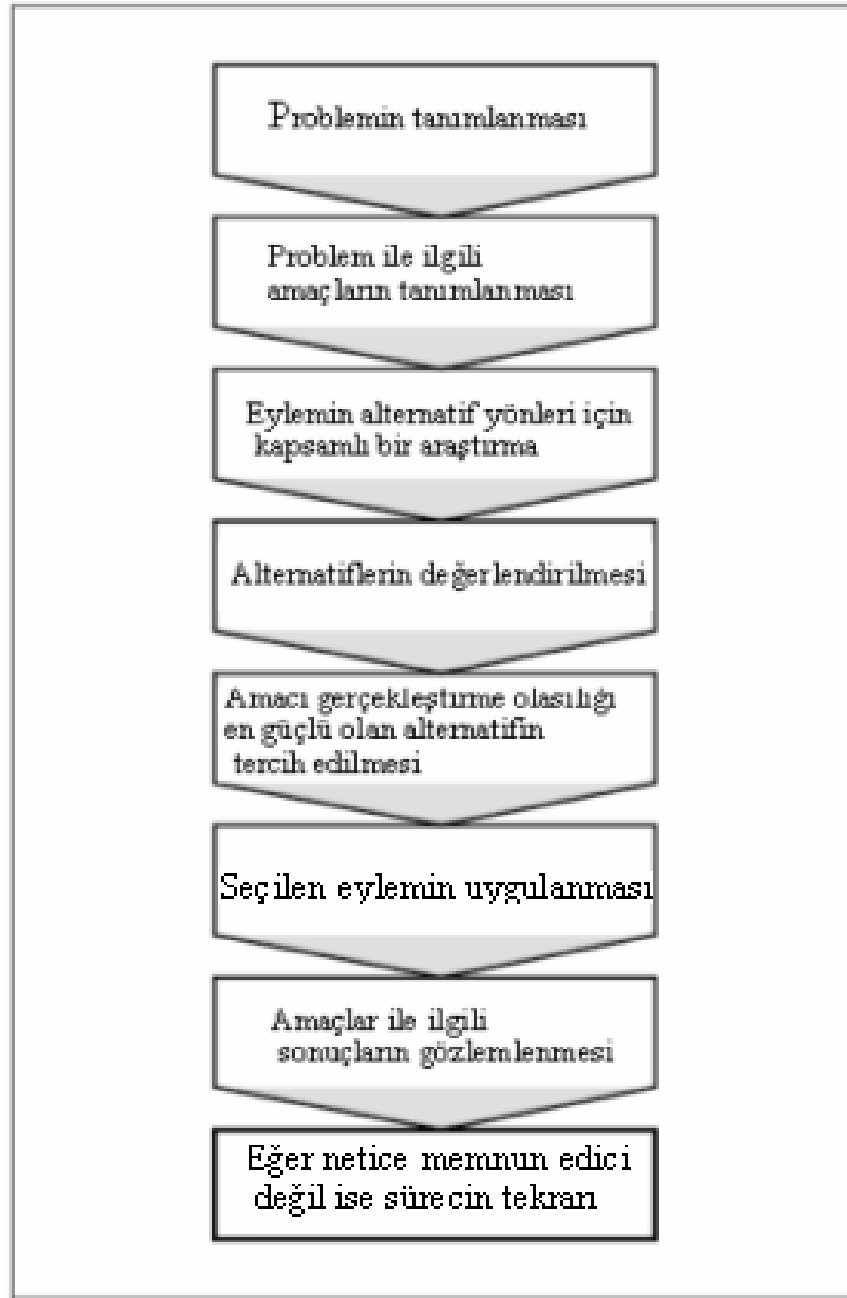 Problemin tanımlanması
Problem ile ilgili
amaçların tanımlanması
Eylemin alternatif yönleri için
kapsamlı bir araştırma
Alternatiflerin değerlendirilmesi
Amacı gerçekleştirme olasılığı
en güçlü olan alternatifin
tercih edilmesi
Seçilen eylemin uygulanması
Amaçlar ile ilgili
sonuçların gözlemlenmesi
Eğer netice memnun edici
değil ise sürecin tekrarı